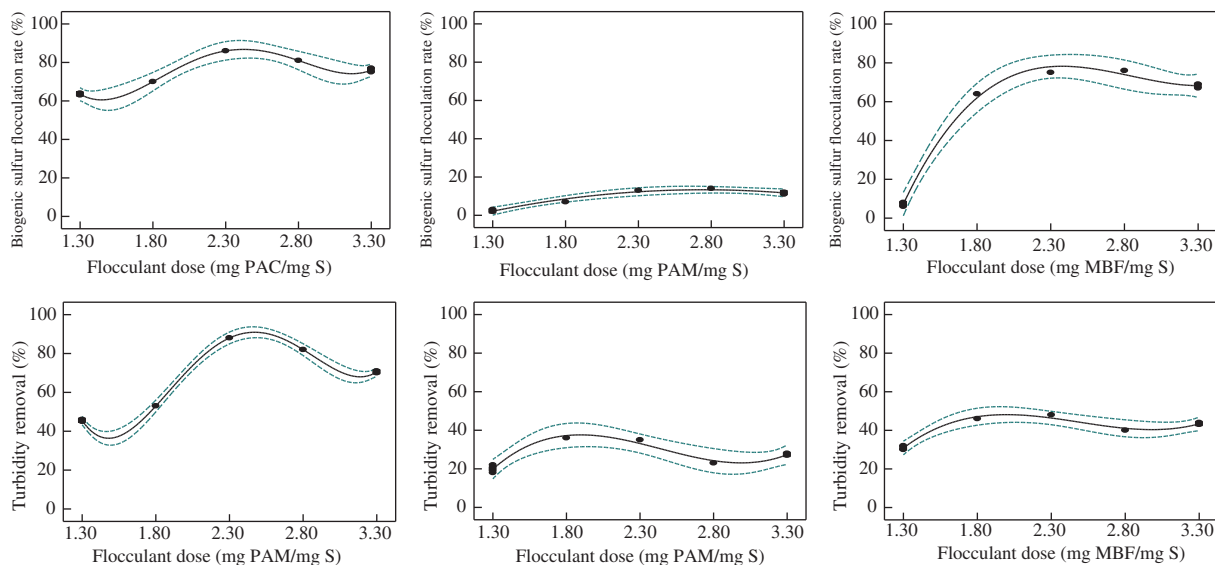 Biogenic sulfur flocculation rate (%)
100
80
60
40
20
0
1.30 1.80 2.30 2.80 3.30
Flocculant dose (mg PAC/mg S)
Biogenic sulfur flocculation rate (%)
100
80
60
40
20
0
1.30 1.80 2.30 2.80 3.30
Flocculant dose (mg PAM/mg S)
Biogenic sulfur flocculation rate (%)
100
80
60
40
20
0
1.30 1.80 2.30 2.80 3.30
Flocculant dose (mg MBF/mg S)
Turbidity removal (%)
100
80
60
40
20
0
1.30 1.80 2.30 2.80 3.30
Flocculant dose (mg PAM/mg S)
Turbidity removal (%)
100
80
60
40
20
0
1.30 1.80 2.30 2.80 3.30
Flocculant dose (mg PAM/mg S)
Turbidity removal (%)
100
80
60
40
20
0
1.30 1.80 2.30 2.80 3.30
Flocculant dose (mg MBF/mg S)